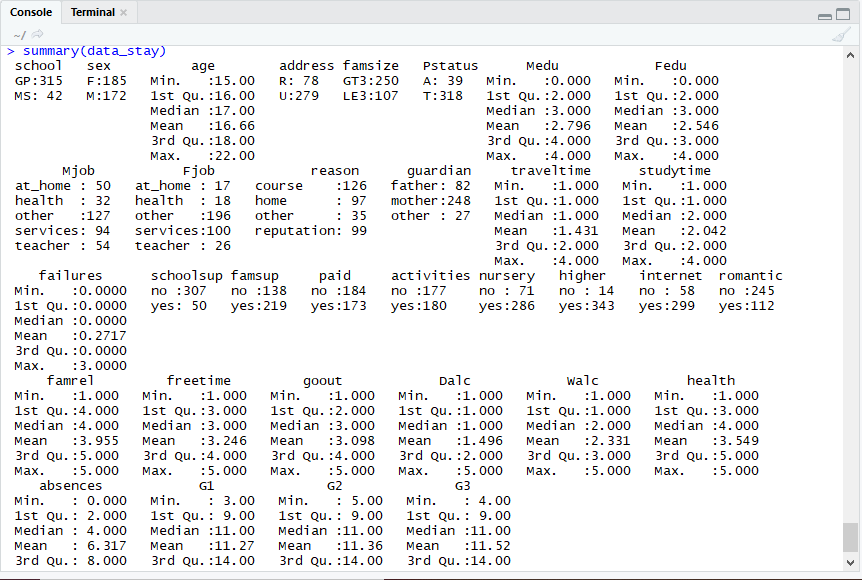 Console Terminal ×
~/
> summary(data_stay)
 school   sex          age        address famsize   Pstatus      Medu            Fedu
 GP:315   F:185   Min.   :15.00   R: 78   GT3:250   A: 39   Min.   :0.000   Min.   :0.000
 MS: 42   M:172   1st Qu.:16.00   U:279   LE3:107   T:318   1st Qu.:2.000   1st Qu.:2.000
                  Median :17.00                             Median :3.000   Median :3.000
                  Mean   :16.66                             Mean   :2.796   Mean   :2.546
                  3rd Qu.:18.00                             3rd Qu.:4.000   3rd Qu.:3.000
                  Max.   :22.00                             Max.   :4.000   Max.   :4.000
       Mjob           Fjob            reason      guardian     traveltime      studytime
 at_home : 50   at_home : 17   course    :126   father: 82   Min.   :1.000   Min.   :1.000
 health  : 32   health  : 18   home      : 97   mother:248   1st Qu.:1.000   1st Qu.:1.000
 other   :127   other   :196   other     : 35   other : 27   Median :1.000   Median :2.000
 services: 94   services:100   reputation: 99                Mean   :1.431   Mean   :2.042
 teacher : 54   teacher : 26                                 3rd Qu.:2.000   3rd Qu.:2.000
                                                             Max.   :4.000   Max.   :4.000
    failures      schoolsup famsup     paid     activities nursery   higher    internet  romantic
 Min.   :0.0000   no :307   no :138   no :184   no :177    no : 71   no : 14   no : 58   no :245
 1st Qu.:0.0000   yes: 50   yes:219   yes:173   yes:180    yes:286   yes:343   yes:299   yes:112
 Median :0.0000
 Mean   :0.2717
 3rd Qu.:0.0000
 Max.   :3.0000
     famrel         freetime         goout            Dalc            Walc           health
 Min.   :1.000   Min.   :1.000   Min.   :1.000   Min.   :1.000   Min.   :1.000   Min.   :1.000
 1st Qu.:4.000   1st Qu.:3.000   1st Qu.:2.000   1st Qu.:1.000   1st Qu.:1.000   1st Qu.:3.000
 Median :4.000   Median :3.000   Median :3.000   Median :1.000   Median :2.000   Median :4.000
 Mean   :3.955   Mean   :3.246   Mean   :3.098   Mean   :1.496   Mean   :2.331   Mean   :3.549
 3rd Qu.:5.000   3rd Qu.:4.000   3rd Qu.:4.000   3rd Qu.:2.000   3rd Qu.:3.000   3rd Qu.:5.000
 Max.   :5.000   Max.   :5.000   Max.   :5.000   Max.   :5.000   Max.   :5.000   Max.   :5.000
    absences            G1              G2              G3
 Min.   : 0.000   Min.   : 3.00   Min.   : 5.00   Min.   : 4.00
 1st Qu.: 2.000   1st Qu.: 9.00   1st Qu.: 9.00   1st Qu.: 9.00
 Median : 4.000   Median :11.00   Median :11.00   Median :11.00
 Mean   : 6.317   Mean   :11.27   Mean   :11.36   Mean   :11.52
 3rd Qu.: 8.000   3rd Qu.:14.00   3rd Qu.:14.00   3rd Qu.:14.00